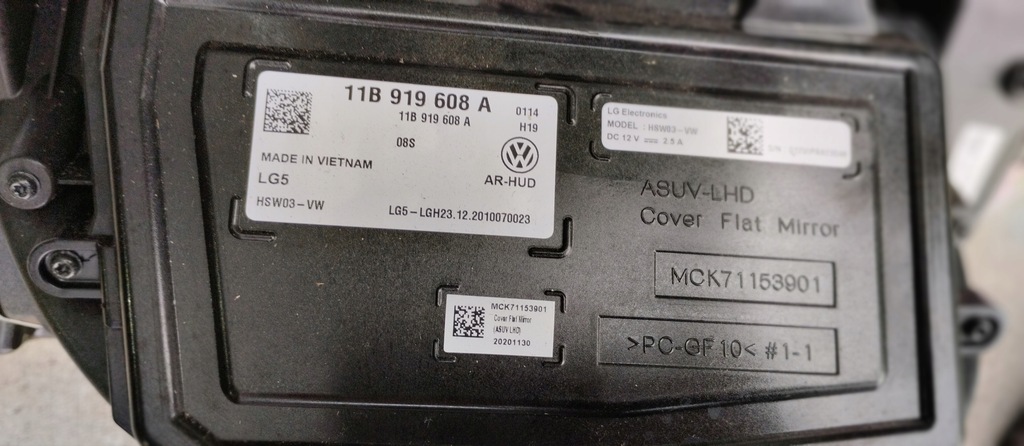 11B 919 608 A
11B 919 608 A
0114
H19
08S
MADE IN VIETNAM
LG5
AR-HUD
HSW03-VW
LG5-LGH23.12.2010070023
LG Electronics
MODEL : HSW03-VW
DC 12 V ⎓ 2.5 A
S/N
ASUV-LHD
Cover Flat Mirror
MCK71153901
>PC-GF10< #1-1
MCK71153901
Cover Flat Mirror
(ASUV-LHD)
20201130